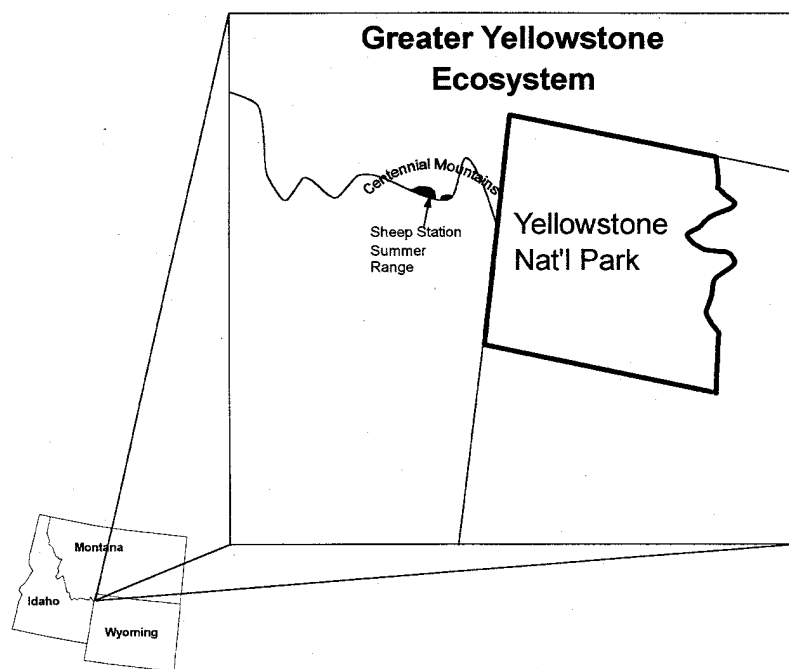 Greater Yellowstone
Ecosystem
Centennial Mountains
Sheep Station
Summer
Range
Yellowstone
Nat'l Park
Montana
Idaho
Wyoming